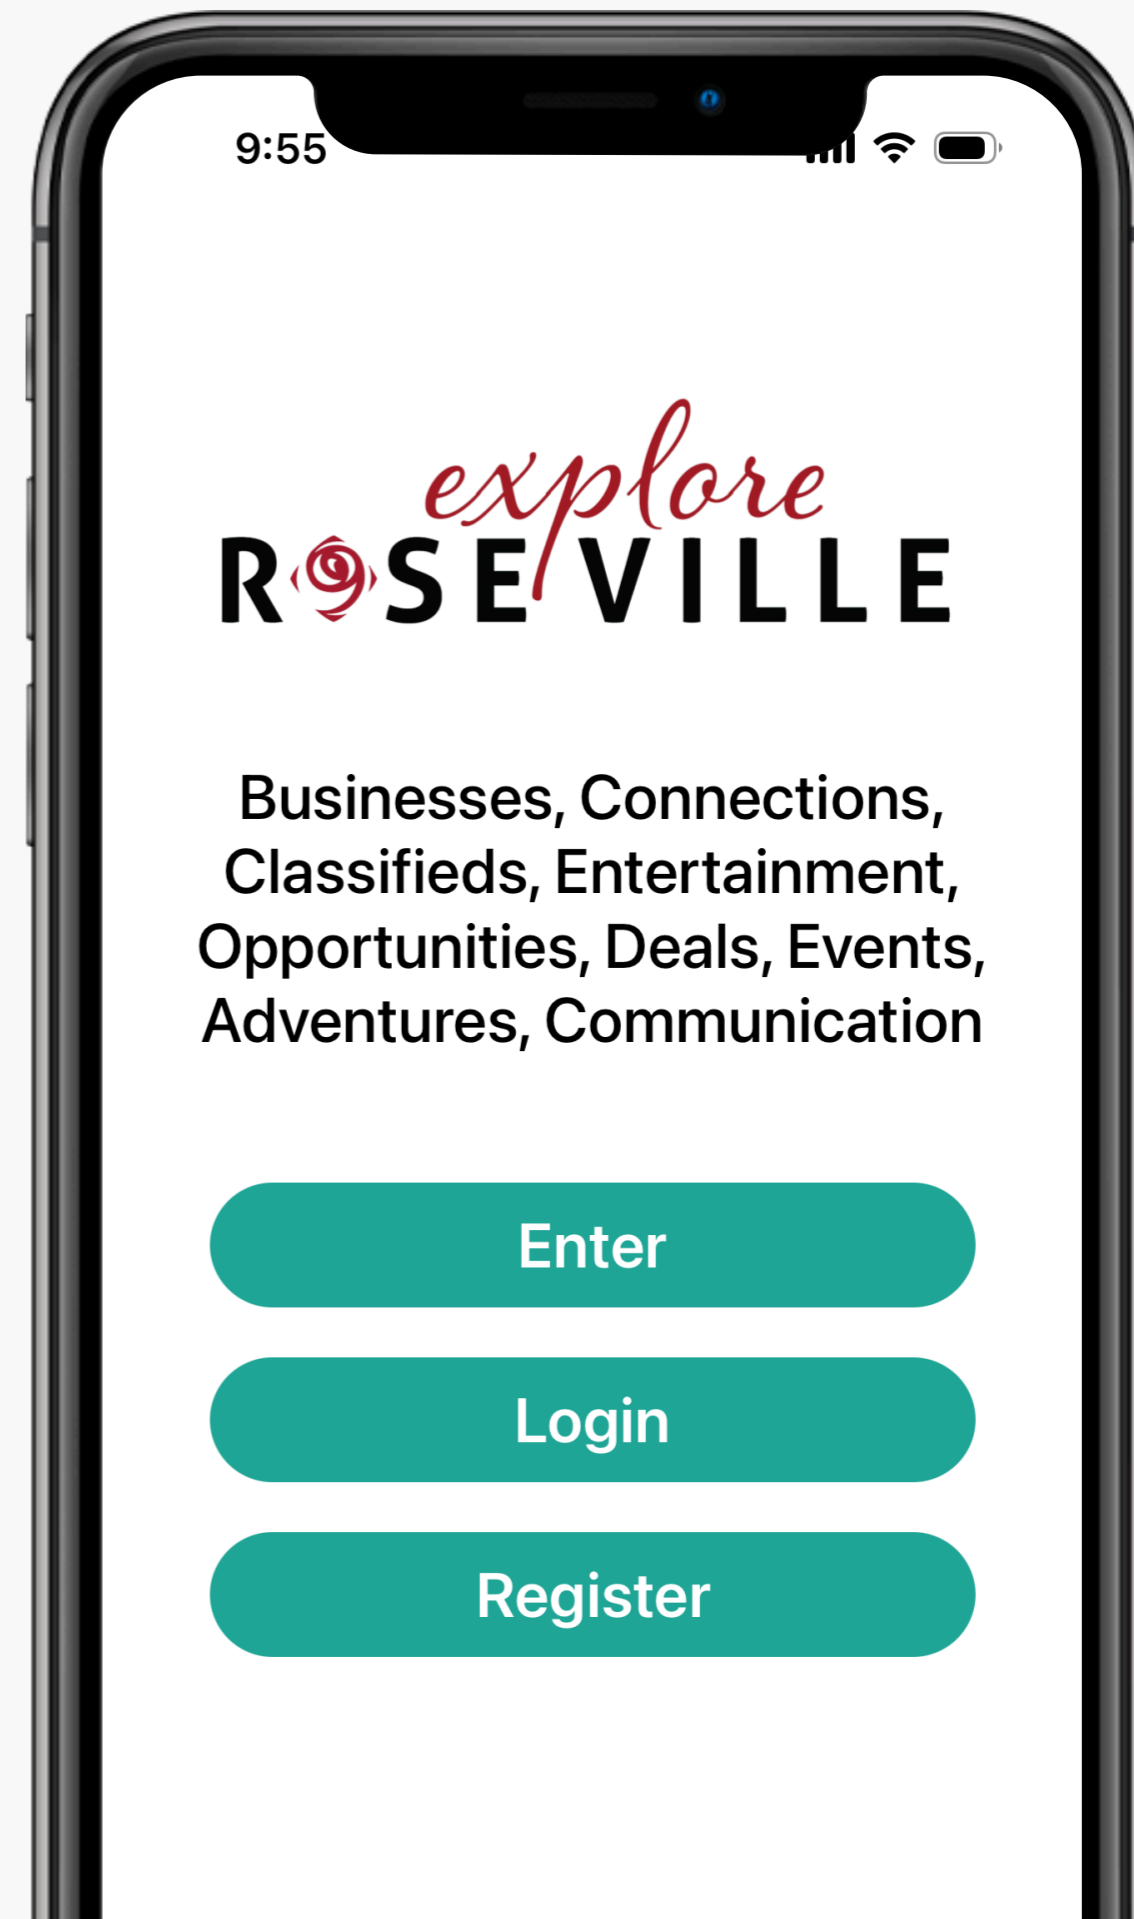 9:55
explore
ROSEVILLE
Businesses, Connections,
Classifieds, Entertainment,
Opportunities, Deals, Events,
Adventures, Communication
Enter
Login
Register